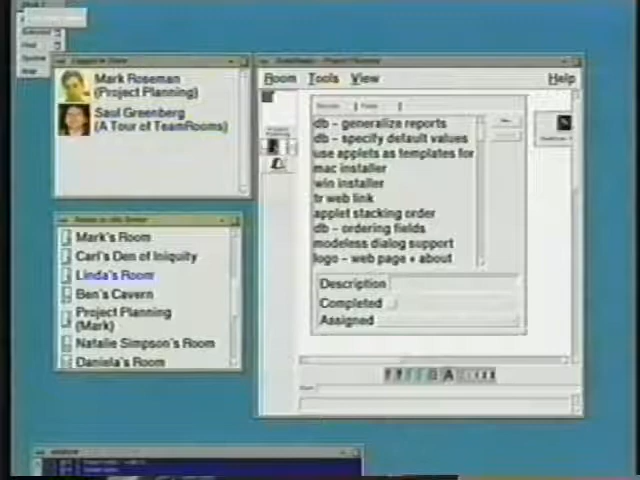 Mark Roseman
(Project Planning)
Saul Greenberg
(A Tour of TeamRooms)
Mark's Room
Carl's Den of Iniquity
Linda's Room
Ben's Cavern
Project Planning
(Mark)
Natalie Simpson's Room
Daniela's Room
Room Tools View Help
db - generalize reports
db - specify default values
use applets as templates for
mac installer
win installer
tr web link
applet stacking order
db - ordering fields
modeless dialog support
logo - web page + about
Description
Completed
Assigned
A